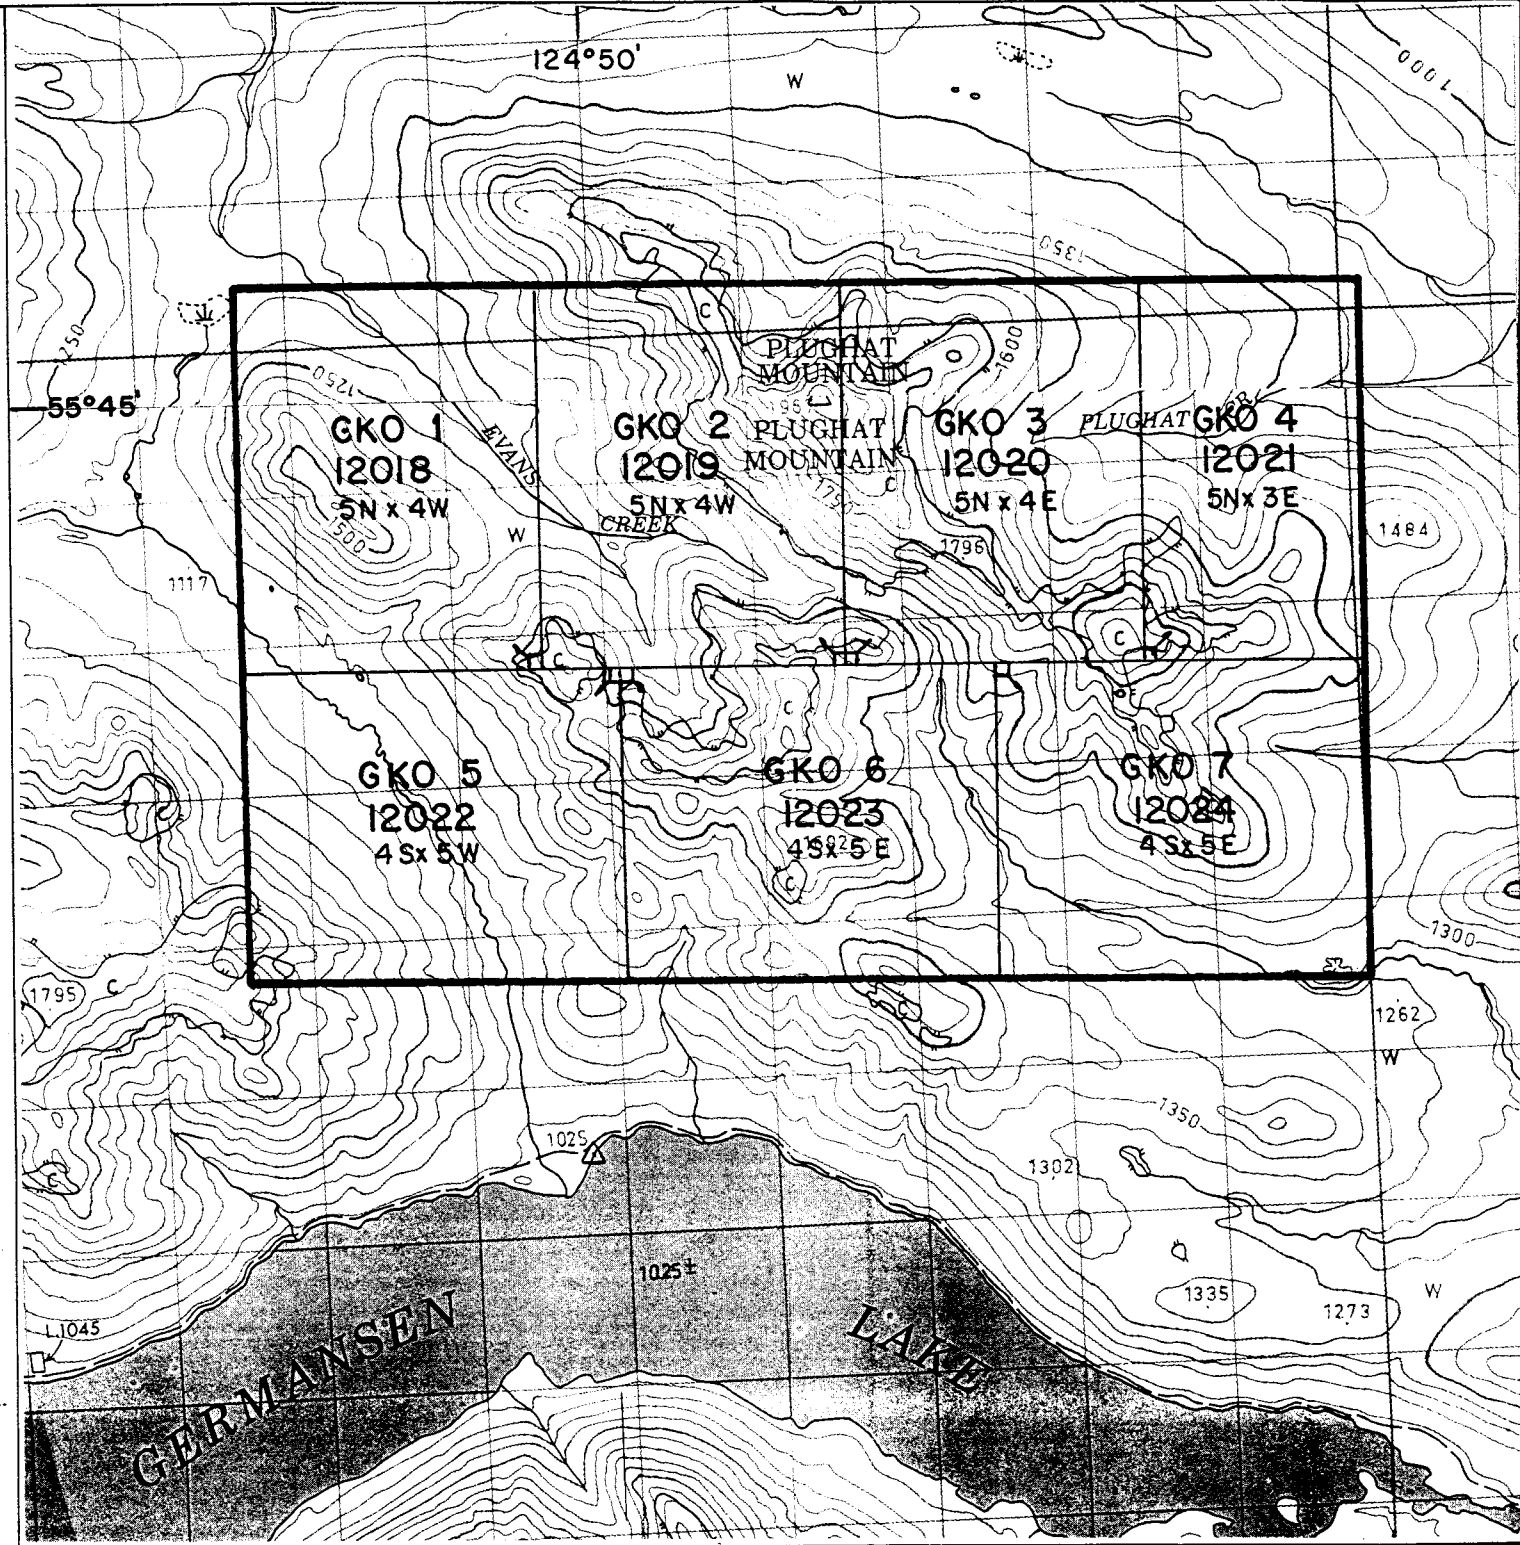 124°50'
W
1000
1350
1250
PLUGHAT
MOUNTAIN
1600
C
1250
55°45'
GKO 1
12018
5N x 4W
EVANS
CREEK
GKO 2
12019
5N x 4W
PLUGHAT
MOUNTAIN
C
GKO 3
12020
5N x 4E
PLUGHAT
CR
GKO 4
12021
5N x 3E
1500
W
1796
1484
1117
C
C
C
GKO 5
12022
4S x 5W
GKO 6
12023
4S x 5E
C
GKO 7
12024
4S x 5E
1300
1795
C
C
1262
W
1350
1025
1302
C
1025±
1335
1273
W
L.1045
GERMANSEN
LAKE